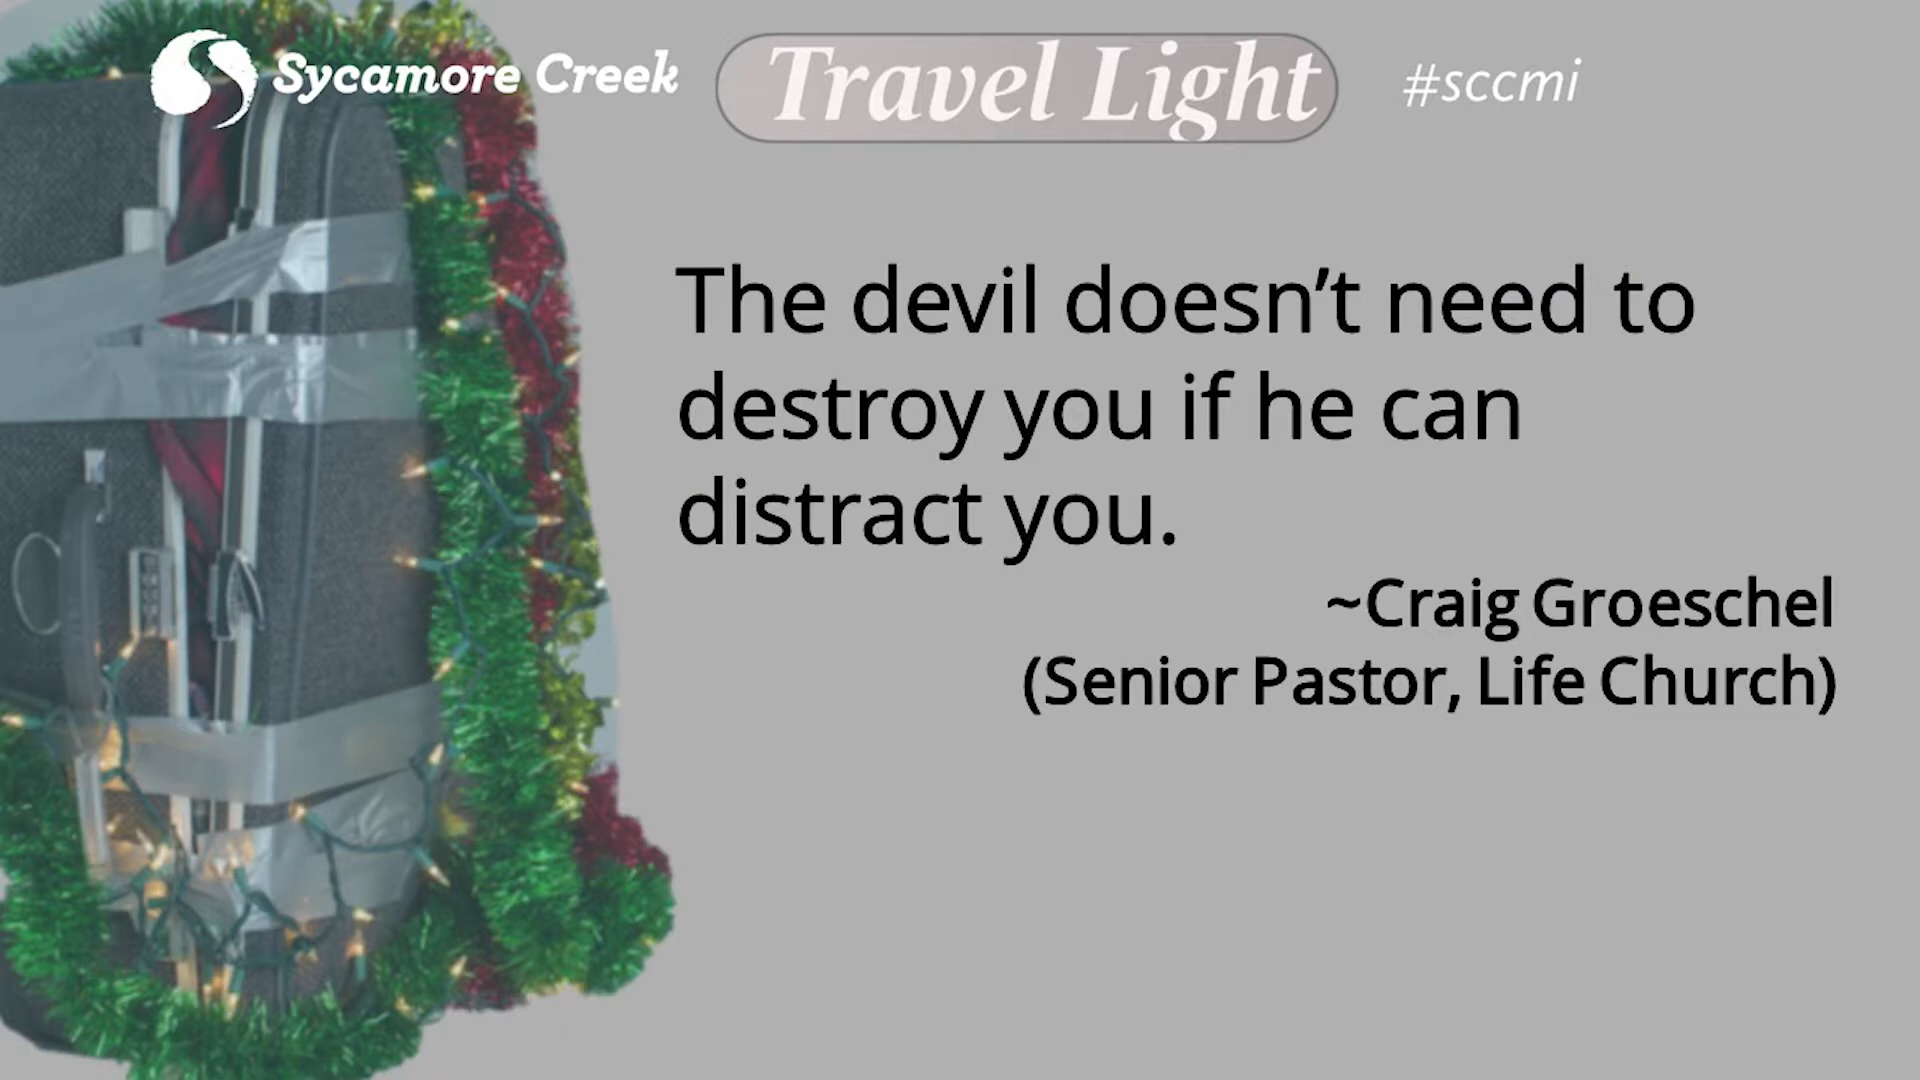 Sycamore Creek
Travel Light
#sccmi
The devil doesn’t need to
destroy you if he can
distract you.
~Craig Groeschel
(Senior Pastor, Life Church)